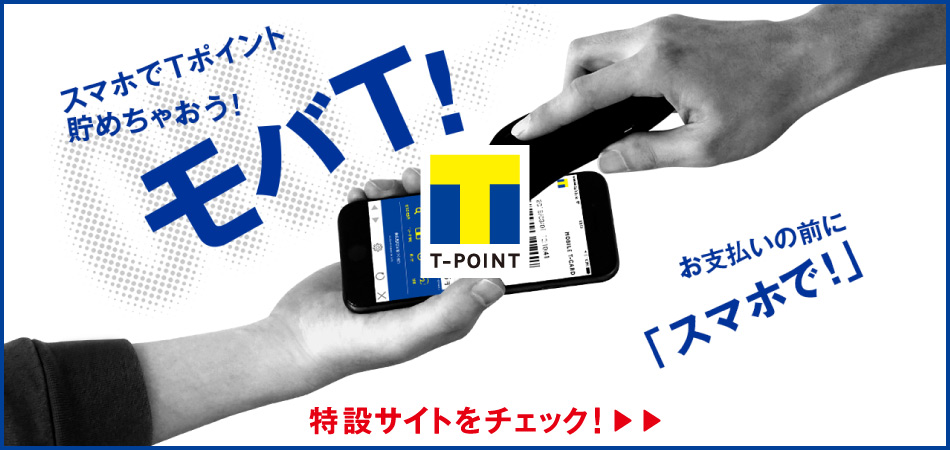 スマホでTポイント
貯めちゃおう!
モバT!
T-POINT
MOBILE T-CARD
お支払いの前に
「スマホで!」
特設サイトをチェック!▶▶